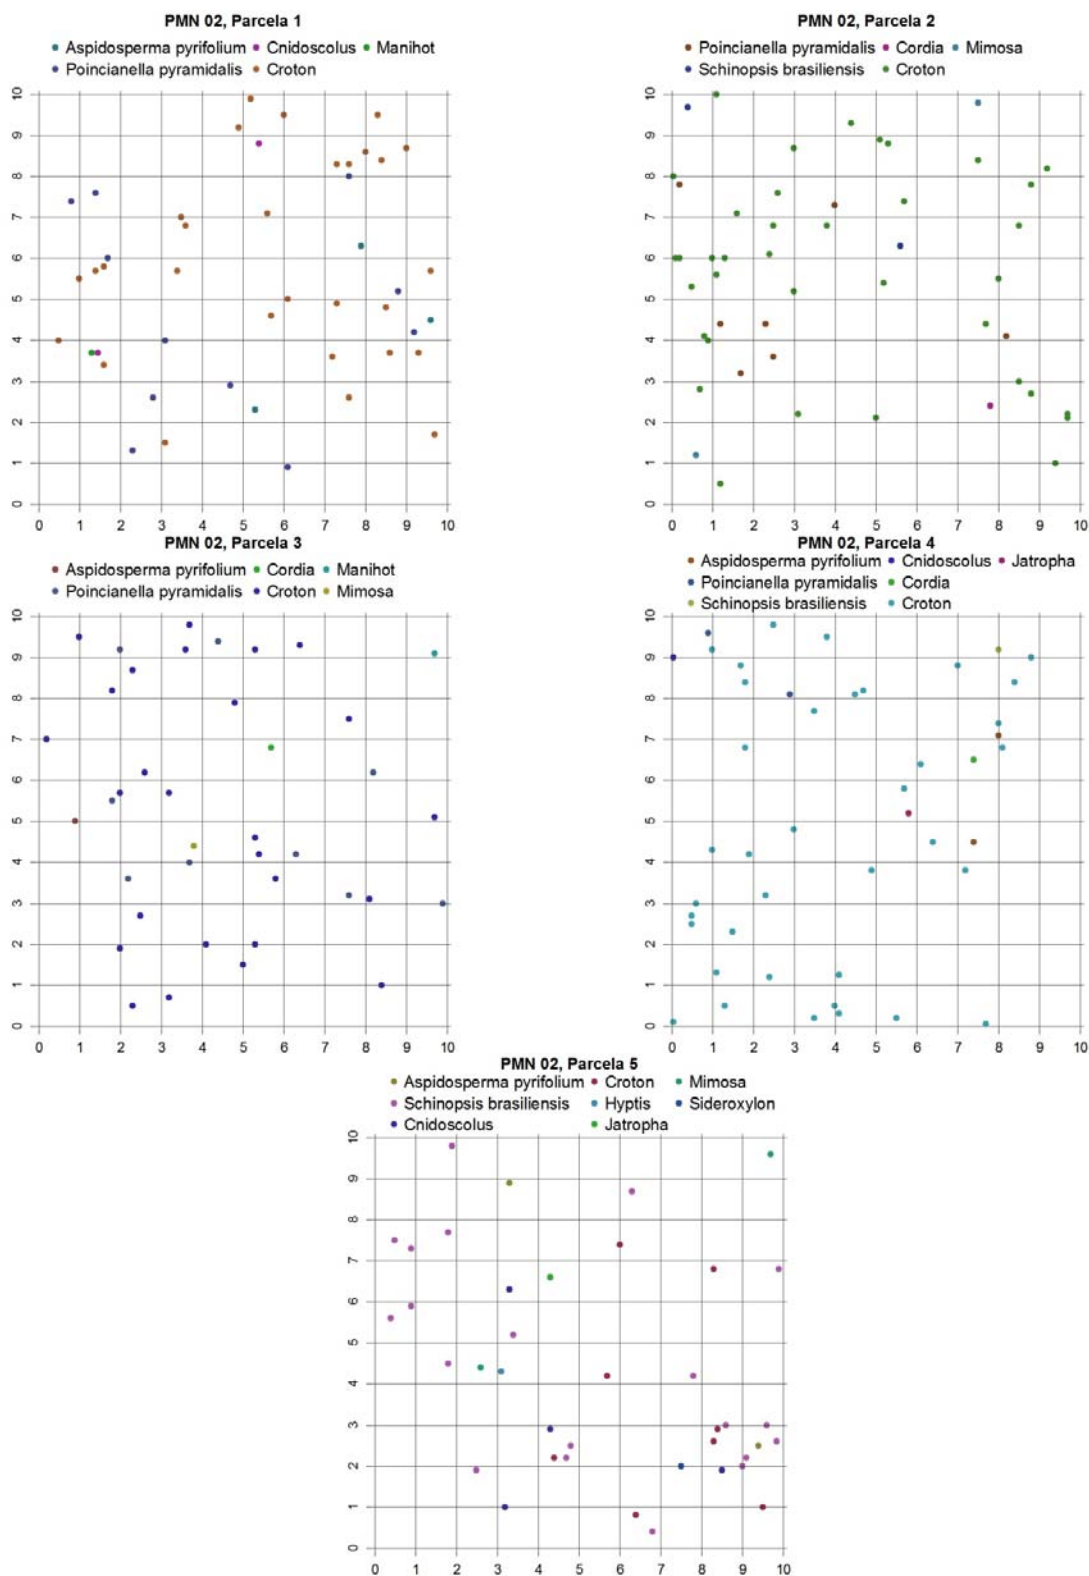 PMN 02, Parcela 1
Aspidosperma pyrifolium Cnidoscolus Manihot
Poincianella pyramidalis Croton
10
9
8
7
6
5
4
3
2
1
0
0 1 2 3 4 5 6 7 8 9 10
PMN 02, Parcela 2
Poincianella pyramidalis Cordia Mimosa
Schinopsis brasiliensis Croton
10
9
8
7
6
5
4
3
2
1
0
0 1 2 3 4 5 6 7 8 9 10
PMN 02, Parcela 3
Aspidosperma pyrifolium Cordia Manihot
Poincianella pyramidalis Croton Mimosa
10
9
8
7
6
5
4
3
2
1
0
0 1 2 3 4 5 6 7 8 9 10
PMN 02, Parcela 4
Aspidosperma pyrifolium Cnidoscolus Jatropha
Poincianella pyramidalis Cordia
Schinopsis brasiliensis Croton
10
9
8
7
6
5
4
3
2
1
0
0 1 2 3 4 5 6 7 8 9 10
PMN 02, Parcela 5
Aspidosperma pyrifolium Croton Mimosa
Schinopsis brasiliensis Hyptis Sideroxylon
Cnidoscolus Jatropha
10
9
8
7
6
5
4
3
2
1
0
0 1 2 3 4 5 6 7 8 9 10